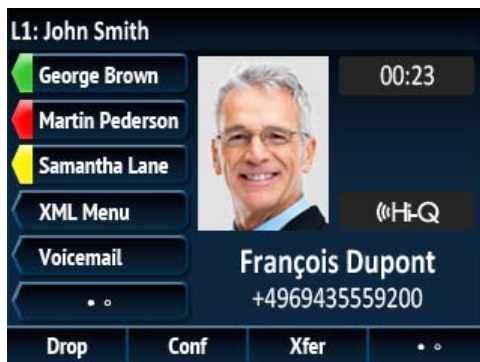 L1: John Smith
George Brown
00:23
Martin Pederson
Samantha Lane
XML Menu
Hi-Q
Voicemail
François Dupont
+4969435559200
Drop Conf Xfer